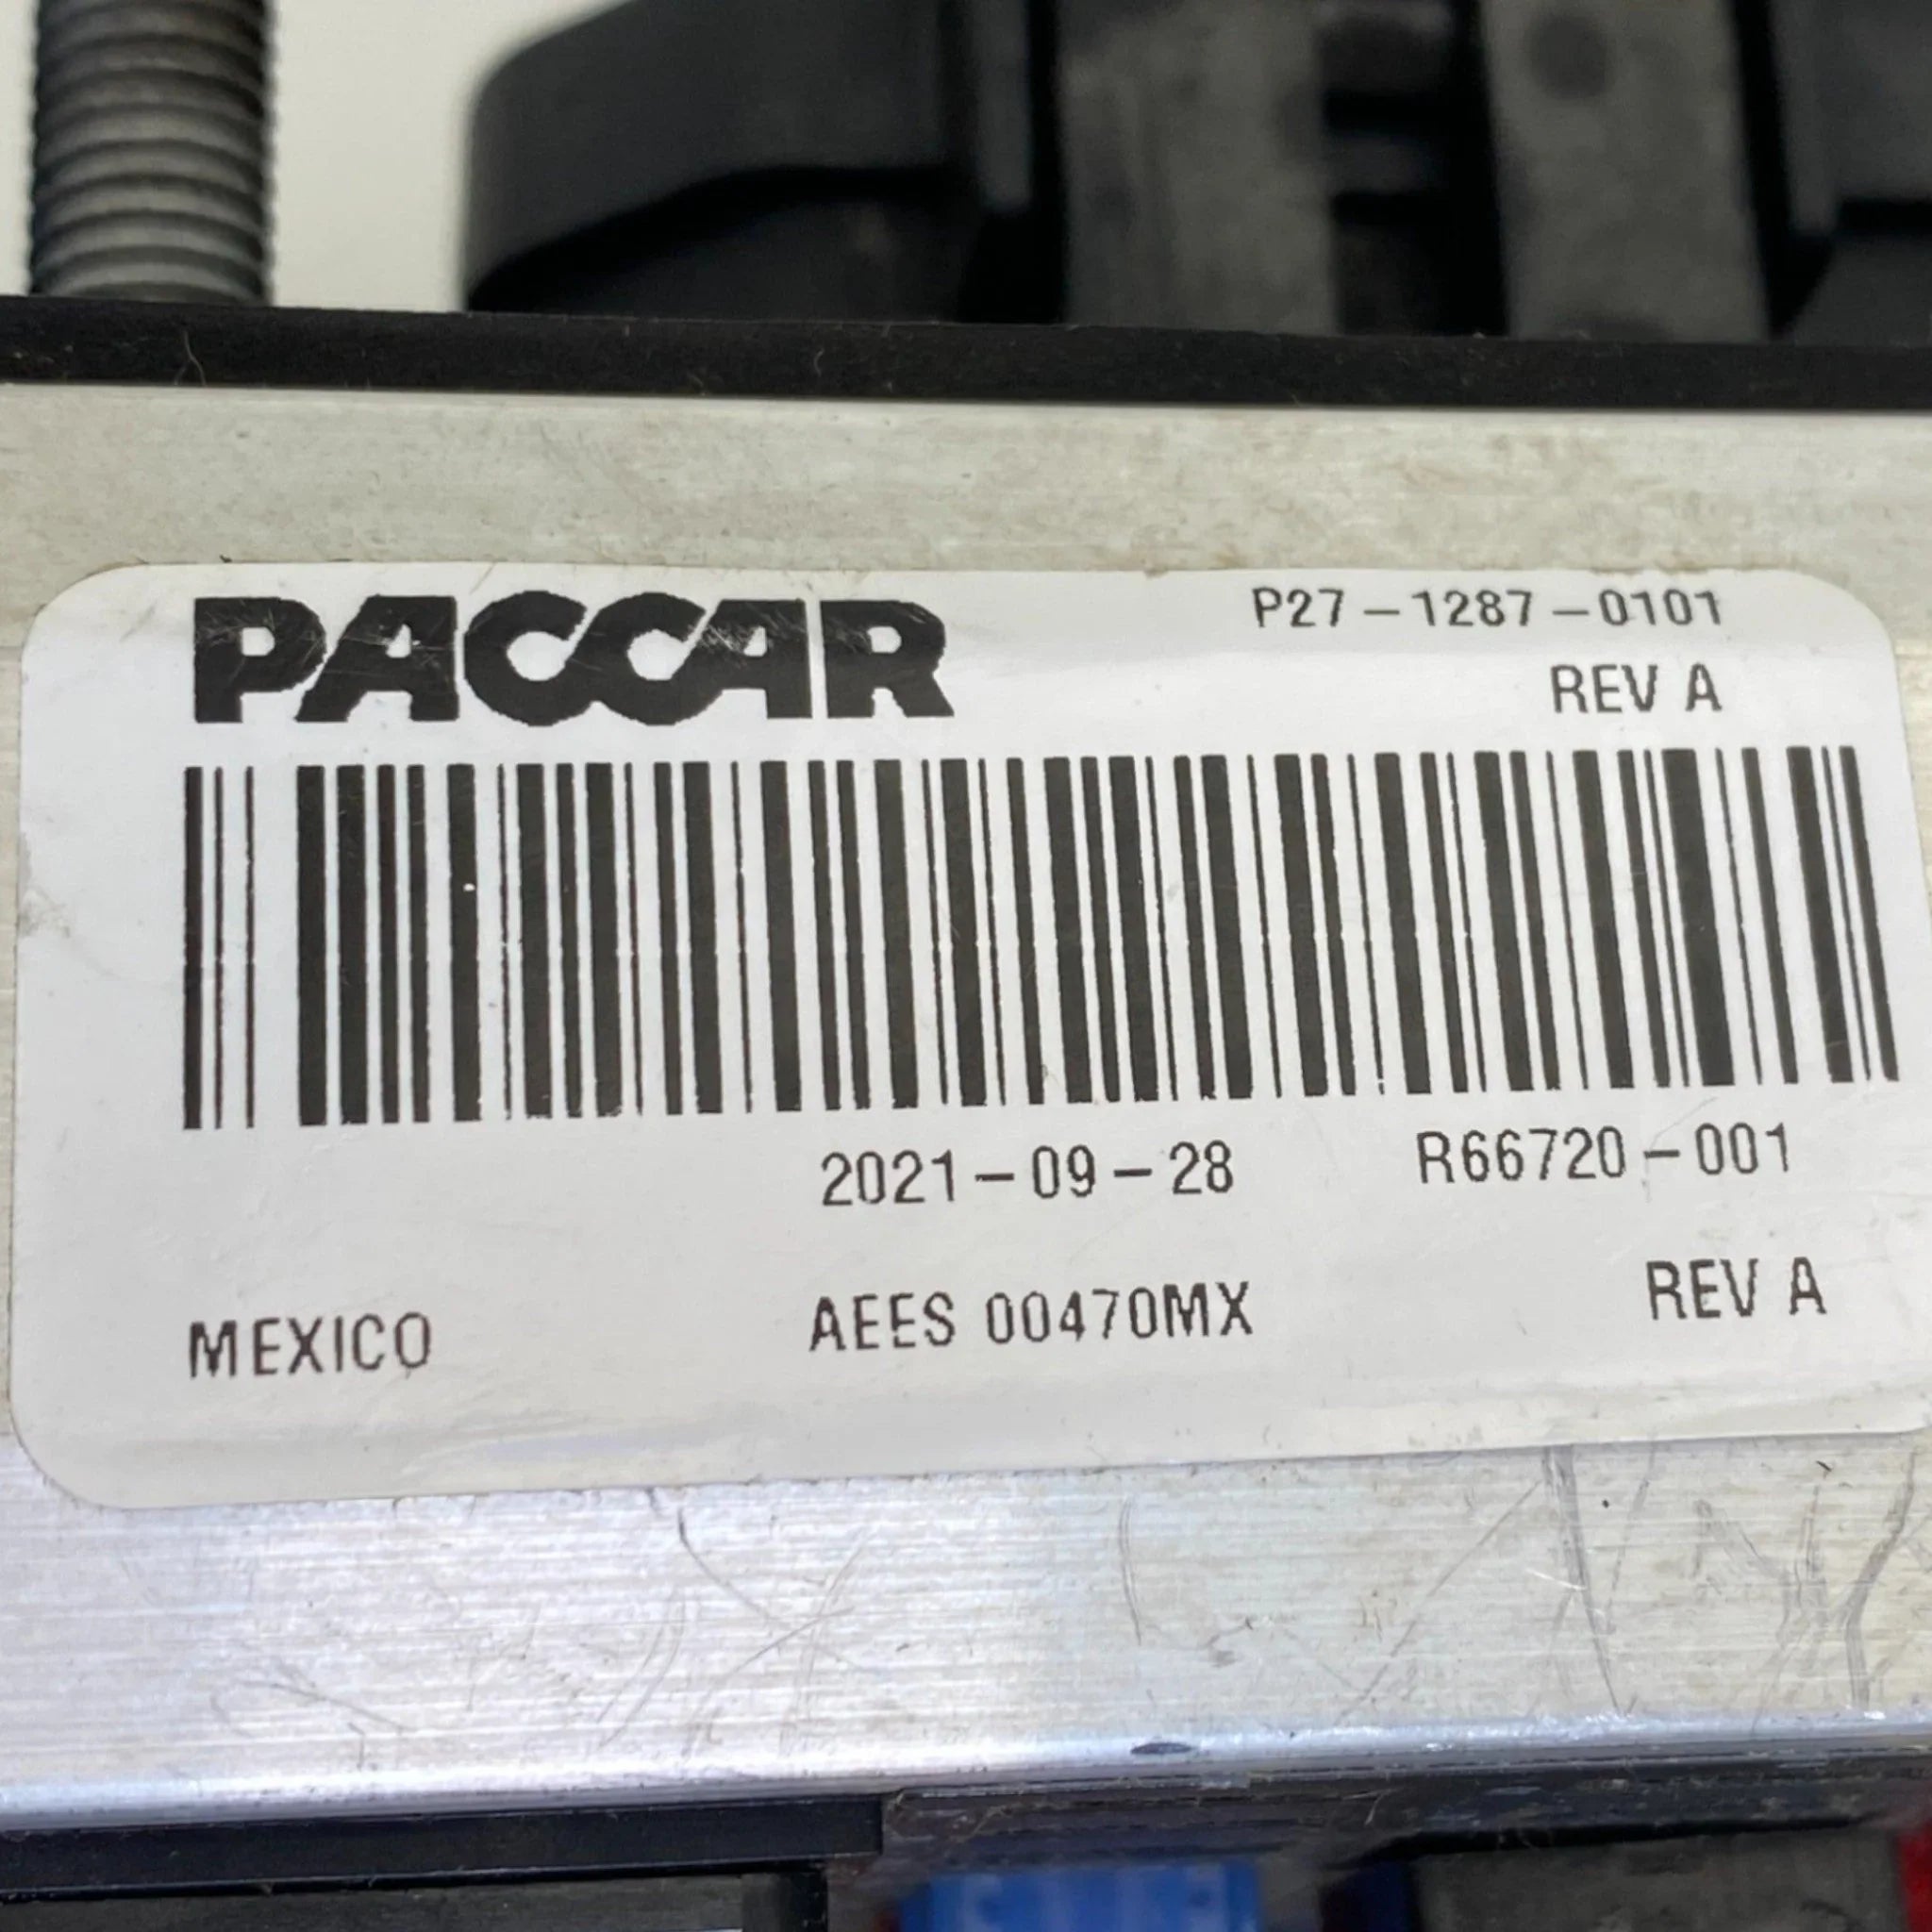 PACCAR P27-1287-0101
REV A
2021-09-28 R66720-001
MEXICO AEES 00470MX REV A